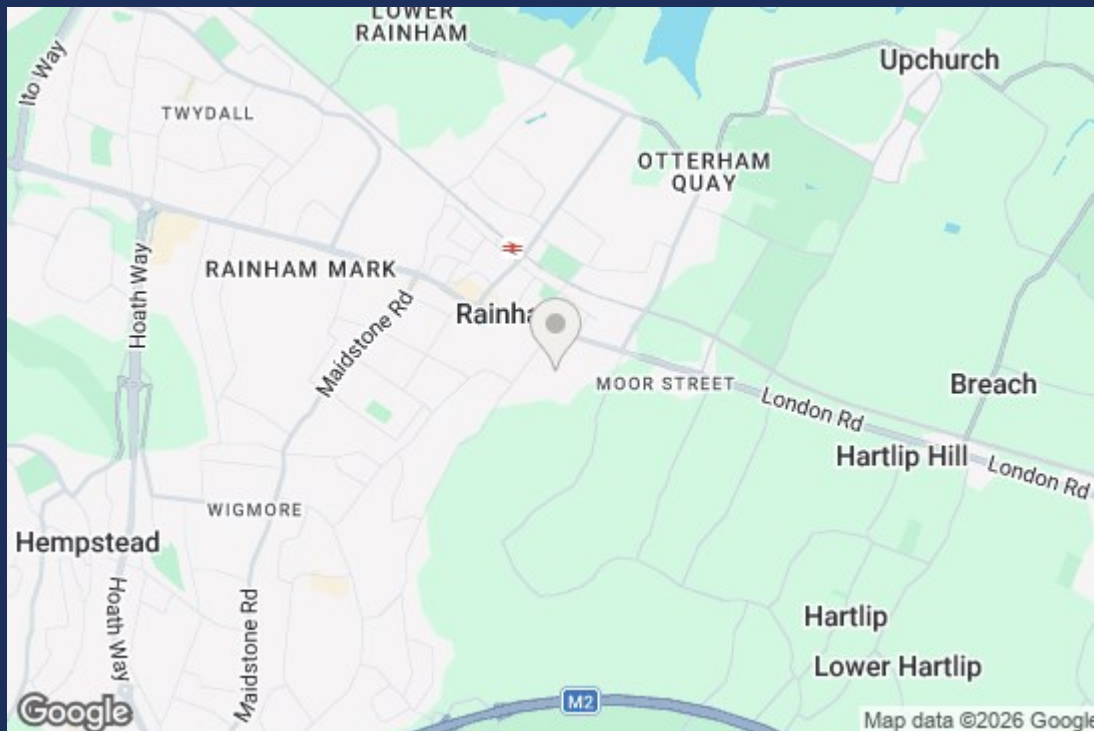 LOWER
RAINHAM
Upchurch
Ito Way
TWYDALL
OTTERHAM
QUAY
RAINHAM MARK
Hoath Way
Maidstone Rd
Rainha
MOOR STREET
London Rd
Breach
Hartlip Hill
London Rd
WIGMORE
Hempstead
Hoath Way
Maidstone Rd
Hartlip
Lower Hartlip
M2
Google
Map data ©2026 Google